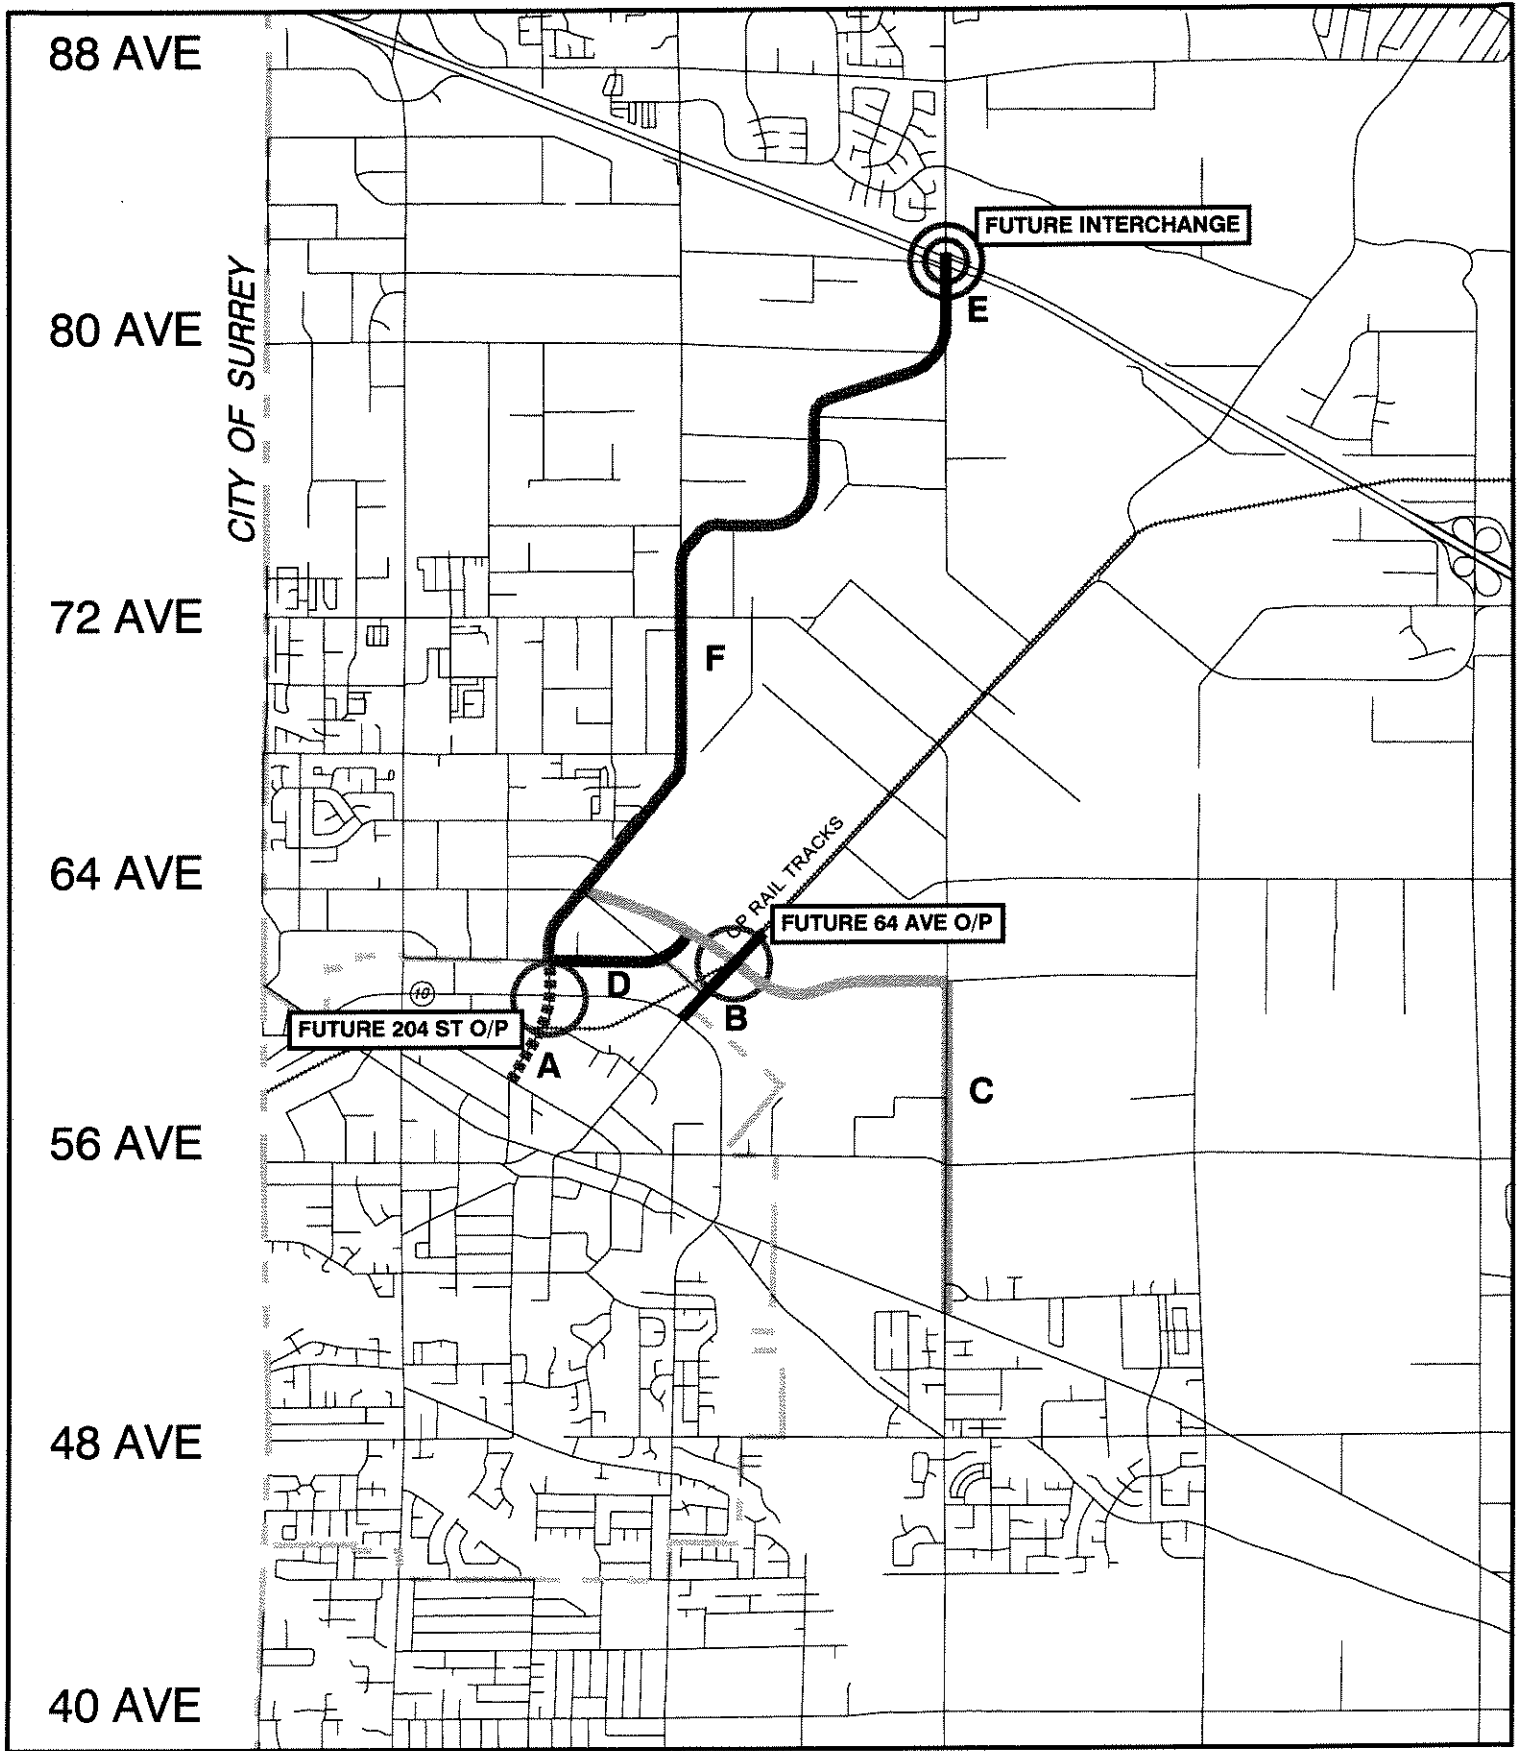 88 AVE
FUTURE INTERCHANGE
E
80 AVE
CITY OF SURREY
72 AVE
F
64 AVE
CP RAIL TRACKS
FUTURE 64 AVE O/P
D
10
B
FUTURE 204 ST O/P
A
C
56 AVE
48 AVE
40 AVE